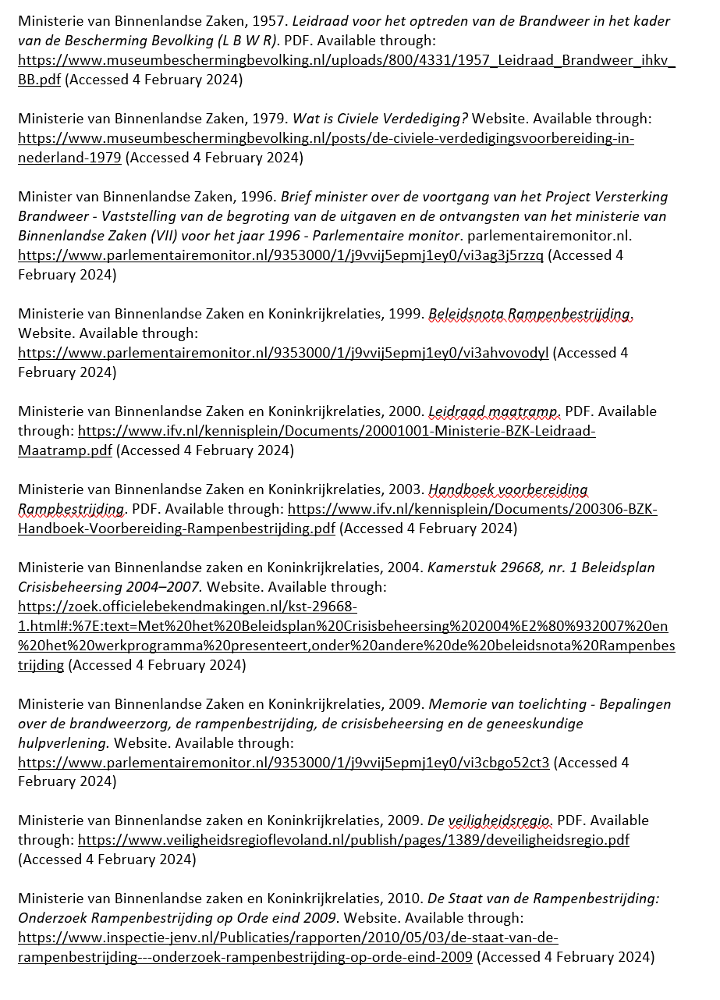 Ministerie van Binnenlandse Zaken, 1957. Leidraad voor het optreden van de Brandweer in het kader
van de Bescherming Bevolking (L B W R). PDF. Available through:
https://www.museumbeschermingbevolking.nl/uploads/800/4331/1957_Leidraad_Brandweer_ihkv_
BB.pdf (Accessed 4 February 2024)
Ministerie van Binnenlandse Zaken, 1979. Wat is Civiele Verdediging? Website. Available through:
https://www.museumbeschermingbevolking.nl/posts/de-civiele-verdedigingsvoorbereiding-in-
nederland-1979 (Accessed 4 February 2024)
Minister van Binnenlandse Zaken, 1996. Brief minister over de voortgang van het Project Versterking
Brandweer - Vaststelling van de begroting van de uitgaven en de ontvangsten van het ministerie van
Binnenlandse Zaken (VII) voor het jaar 1996 - Parlementaire monitor. parlementairemonitor.nl.
https://www.parlementairemonitor.nl/9353000/1/j9vvij5epmj1ey0/vi3ag3j5rzzq (Accessed 4
February 2024)
Ministerie van Binnenlandse Zaken en Koninkrijkrelaties, 1999. Beleidsnota Rampenbestrijding.
Website. Available through:
https://www.parlementairemonitor.nl/9353000/1/j9vvij5epmj1ey0/vi3ahvovodyl (Accessed 4
February 2024)
Ministerie van Binnenlandse Zaken en Koninkrijkrelaties, 2000. Leidraad maatramp. PDF. Available
through: https://www.ifv.nl/kennisplein/Documents/20001001-Ministerie-BZK-Leidraad-
Maatramp.pdf (Accessed 4 February 2024)
Ministerie van Binnenlandse Zaken en Koninkrijkrelaties, 2003. Handboek voorbereiding
Rampbestrijding. PDF. Available through: https://www.ifv.nl/kennisplein/Documents/200306-BZK-
Handboek-Voorbereiding-Rampenbestrijding.pdf (Accessed 4 February 2024)
Ministerie van Binnenlandse zaken en Koninkrijkrelaties, 2004. Kamerstuk 29668, nr. 1 Beleidsplan
Crisisbeheersing 2004–2007. Website. Available through:
https://zoek.officielebekendmakingen.nl/kst-29668-
1.html#:%7E:text=Met%20het%20Beleidsplan%20Crisisbeheersing%202004%E2%80%932007%20en
%20het%20werkprogramma%20presenteert,onder%20andere%20de%20beleidsnota%20Rampenbes
trijding (Accessed 4 February 2024)
Ministerie van Binnenlandse Zaken en Koninkrijkrelaties, 2009. Memorie van toelichting - Bepalingen
over de brandweerzorg, de rampenbestrijding, de crisisbeheersing en de geneeskundige
hulpverlening. Website. Available through:
https://www.parlementairemonitor.nl/9353000/1/j9vvij5epmj1ey0/vi3cbgo52ct3 (Accessed 4
February 2024)
Ministerie van Binnenlandse zaken en Koninkrijkrelaties, 2009. De veiligheidsregio. PDF. Available
through: https://www.veiligheidsregioflevoland.nl/publish/pages/1389/deveiligheidsregio.pdf
(Accessed 4 February 2024)
Ministerie van Binnenlandse zaken en Koninkrijkrelaties, 2010. De Staat van de Rampenbestrijding:
Onderzoek Rampenbestrijding op Orde eind 2009. Website. Available through:
https://www.inspectie-jenv.nl/Publicaties/rapporten/2010/05/03/de-staat-van-de-
rampenbestrijding---onderzoek-rampenbestrijding-op-orde-eind-2009 (Accessed 4 February 2024)